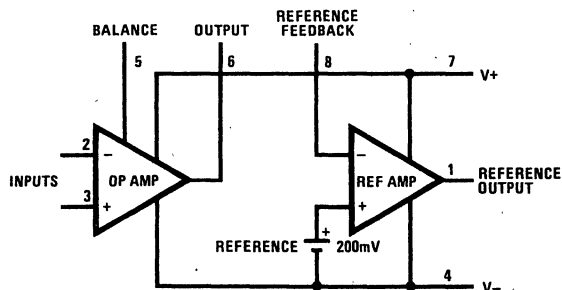 BALANCE
OUTPUT
REFERENCE
FEEDBACK
5
6
8
7
V+
2
−
OP AMP
INPUTS
3
+
−
REF AMP
1
REFERENCE
OUTPUT
+
+
REFERENCE
200mV
4
V−